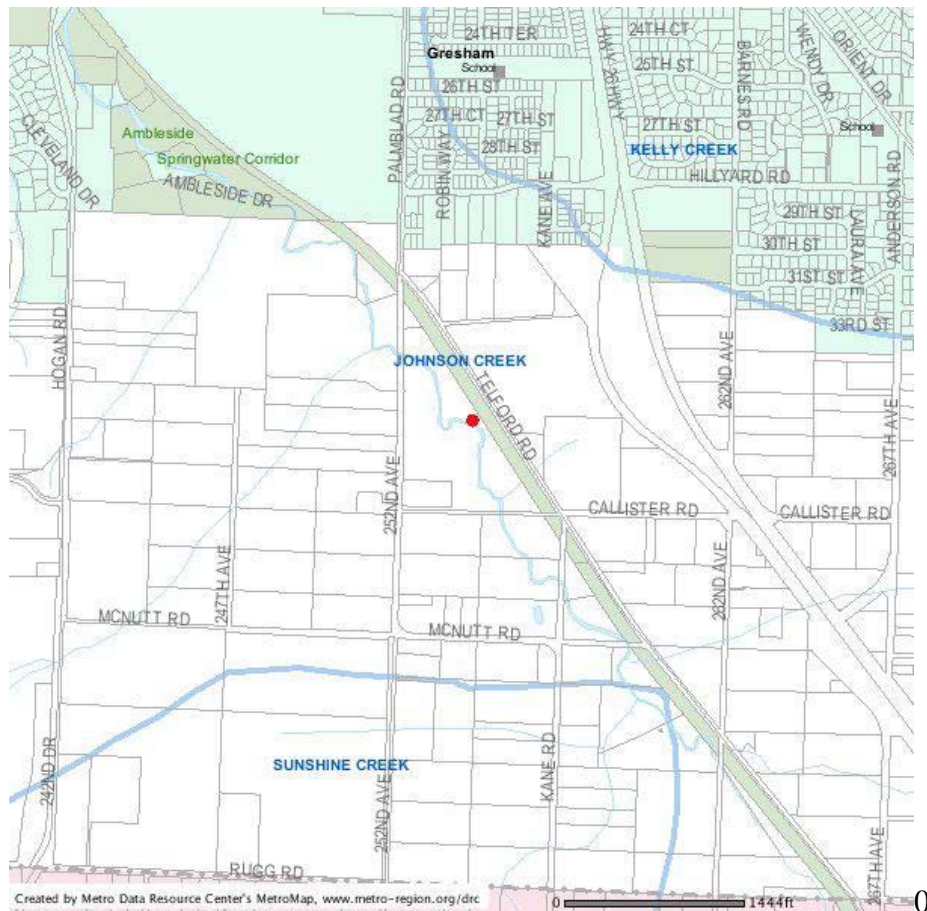 24TH TER
HWY 26 HWY
24TH CT
BARNES RD
WENDY DR
ORIENT DR
Gresham
School
25TH ST
26TH ST
PALMBLAD RD
27TH CT
27TH ST
27TH ST
28TH ST
School
CLEVELAND DR
Ambleside
Springwater Corridor
AMBLESIDE DR
ROBIN WAY
KANE AVE
KELLY CREEK
HILLYARD RD
ANDERSON RD
29TH ST
LAURA AVE
30TH ST
31ST ST
33RD ST
HOGAN RD
JOHNSON CREEK
TELFORD RD
262ND AVE
267TH AVE
252ND AVE
CALLISTER RD
CALLISTER RD
247TH AVE
262ND AVE
MCNUTT RD
MCNUTT RD
242ND DR
SUNSHINE CREEK
252ND AVE
KANE RD
267TH AVE
RUGG RD
Created by Metro Data Resource Center's MetroMap, www.metro-region.org/drc
0 1444ft
0